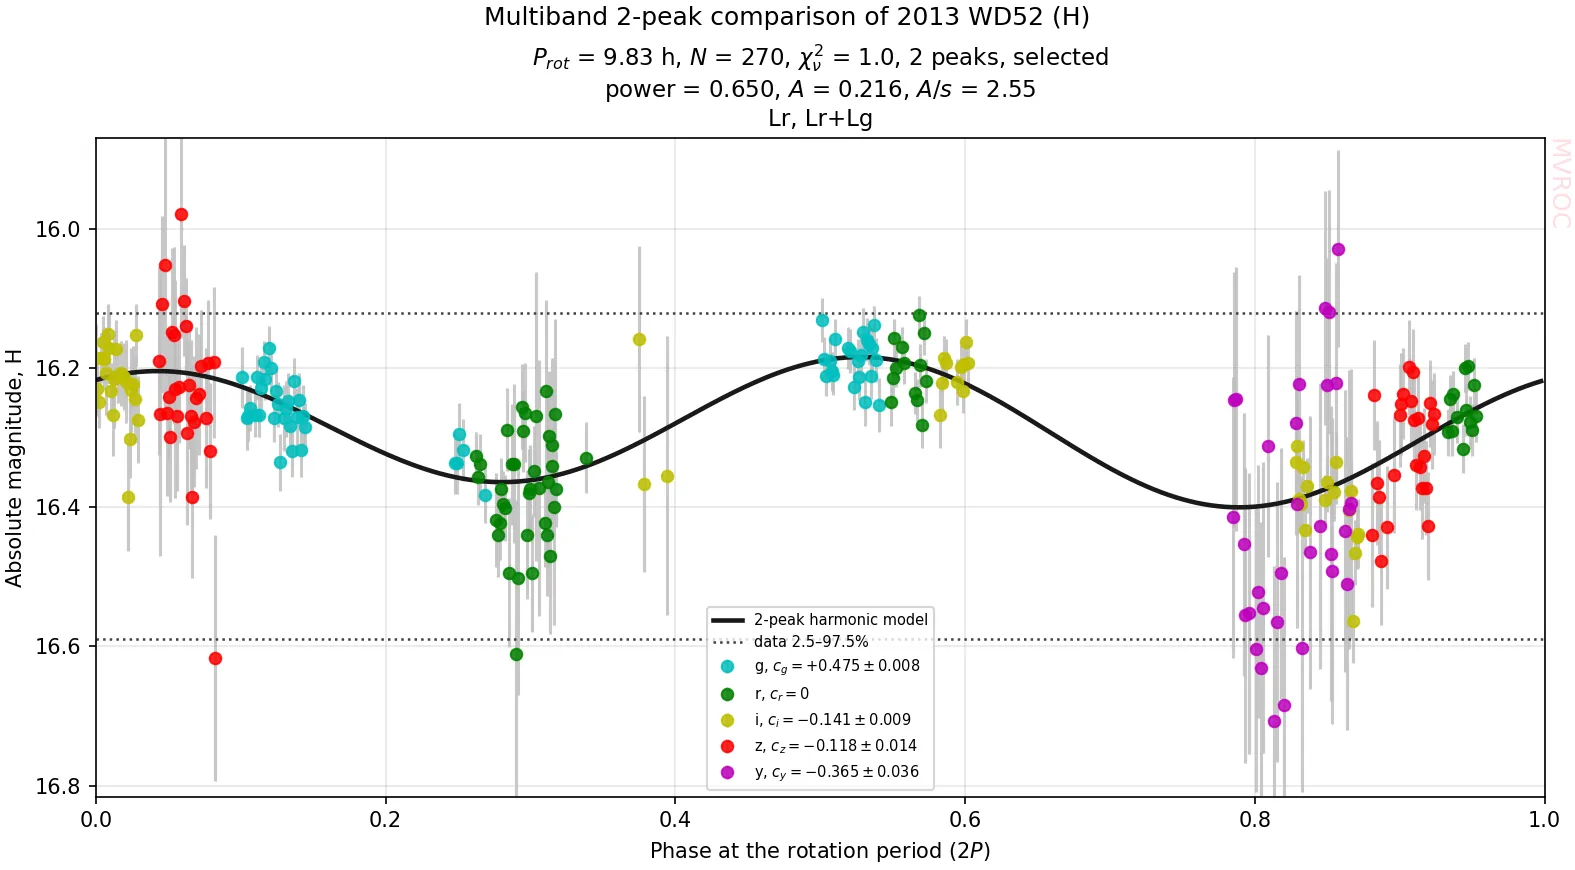 Multiband 2-peak comparison of 2013 WD52 (H)
P_rot = 9.83 h, N = 270, χ²_ν = 1.0, 2 peaks, selected
power = 0.650, A = 0.216, A/s = 2.55
Lr, Lr+Lg
MVROC
Absolute magnitude, H
16.0
16.2
16.4
16.6
16.8
2-peak harmonic model
data 2.5–97.5%
g, c_g = +0.475 ± 0.008
r, c_r = 0
i, c_i = −0.141 ± 0.009
z, c_z = −0.118 ± 0.014
y, c_y = −0.365 ± 0.036
0.0 0.2 0.4 0.6 0.8 1.0
Phase at the rotation period (2P)